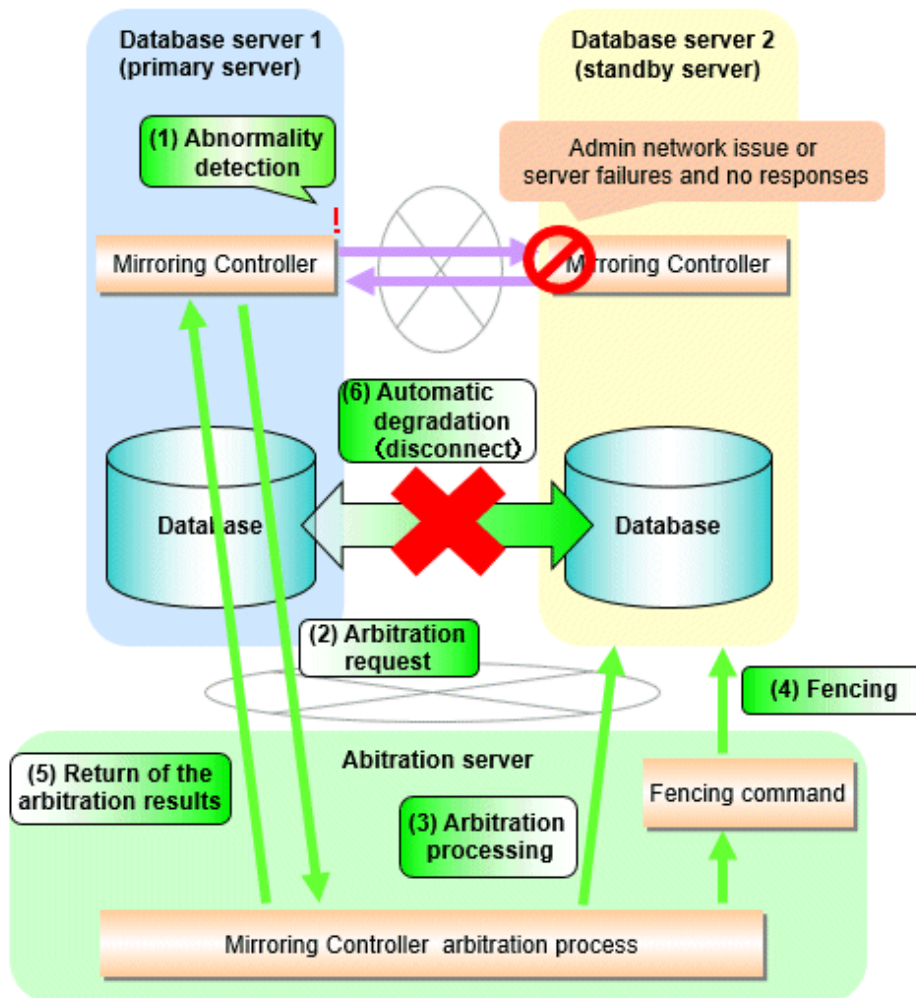 Database server 1
(primary server)
Database server 2
(standby server)
(1) Abnormality
detection
Admin network issue or
server failures and no responses
!
Mirroring Controller
Mirroring Controller
(6) Automatic
degradation
(disconnect)
Database
Database
(2) Arbitration
request
(4) Fencing
Abitration server
(5) Return of the
arbitration results
Fencing command
(3) Arbitration
processing
Mirroring Controller arbitration process